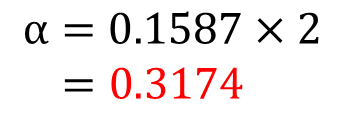 α = 0.1587 × 2
= 0.3174